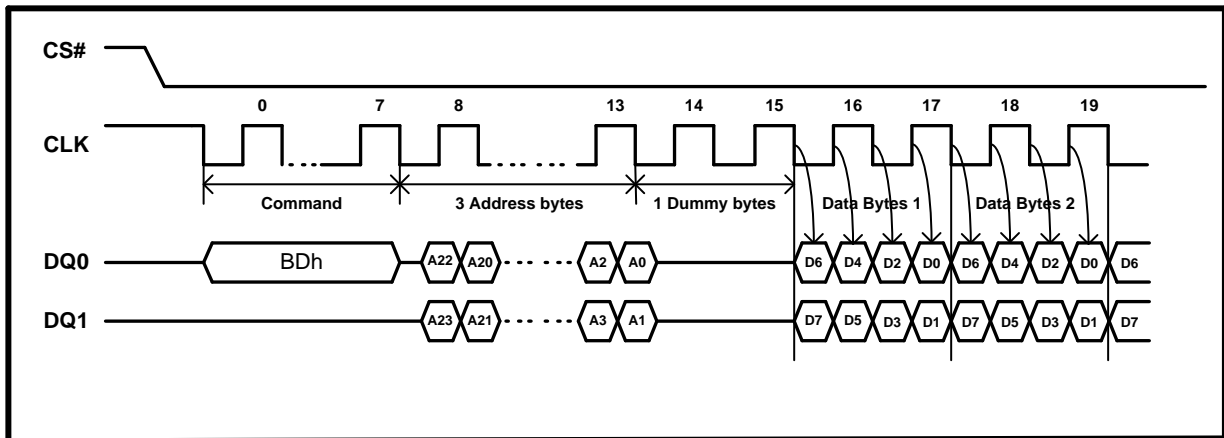 CS#
0 7 8 13 14 15 16 17 18 19
CLK
Command 3 Address bytes 1 Dummy bytes Data Bytes 1 Data Bytes 2
DQ0 BDh A22 A20 A2 A0 D6 D4 D2 D0 D6 D4 D2 D0 D6
DQ1 A23 A21 A3 A1 D7 D5 D3 D1 D7 D5 D3 D1 D7